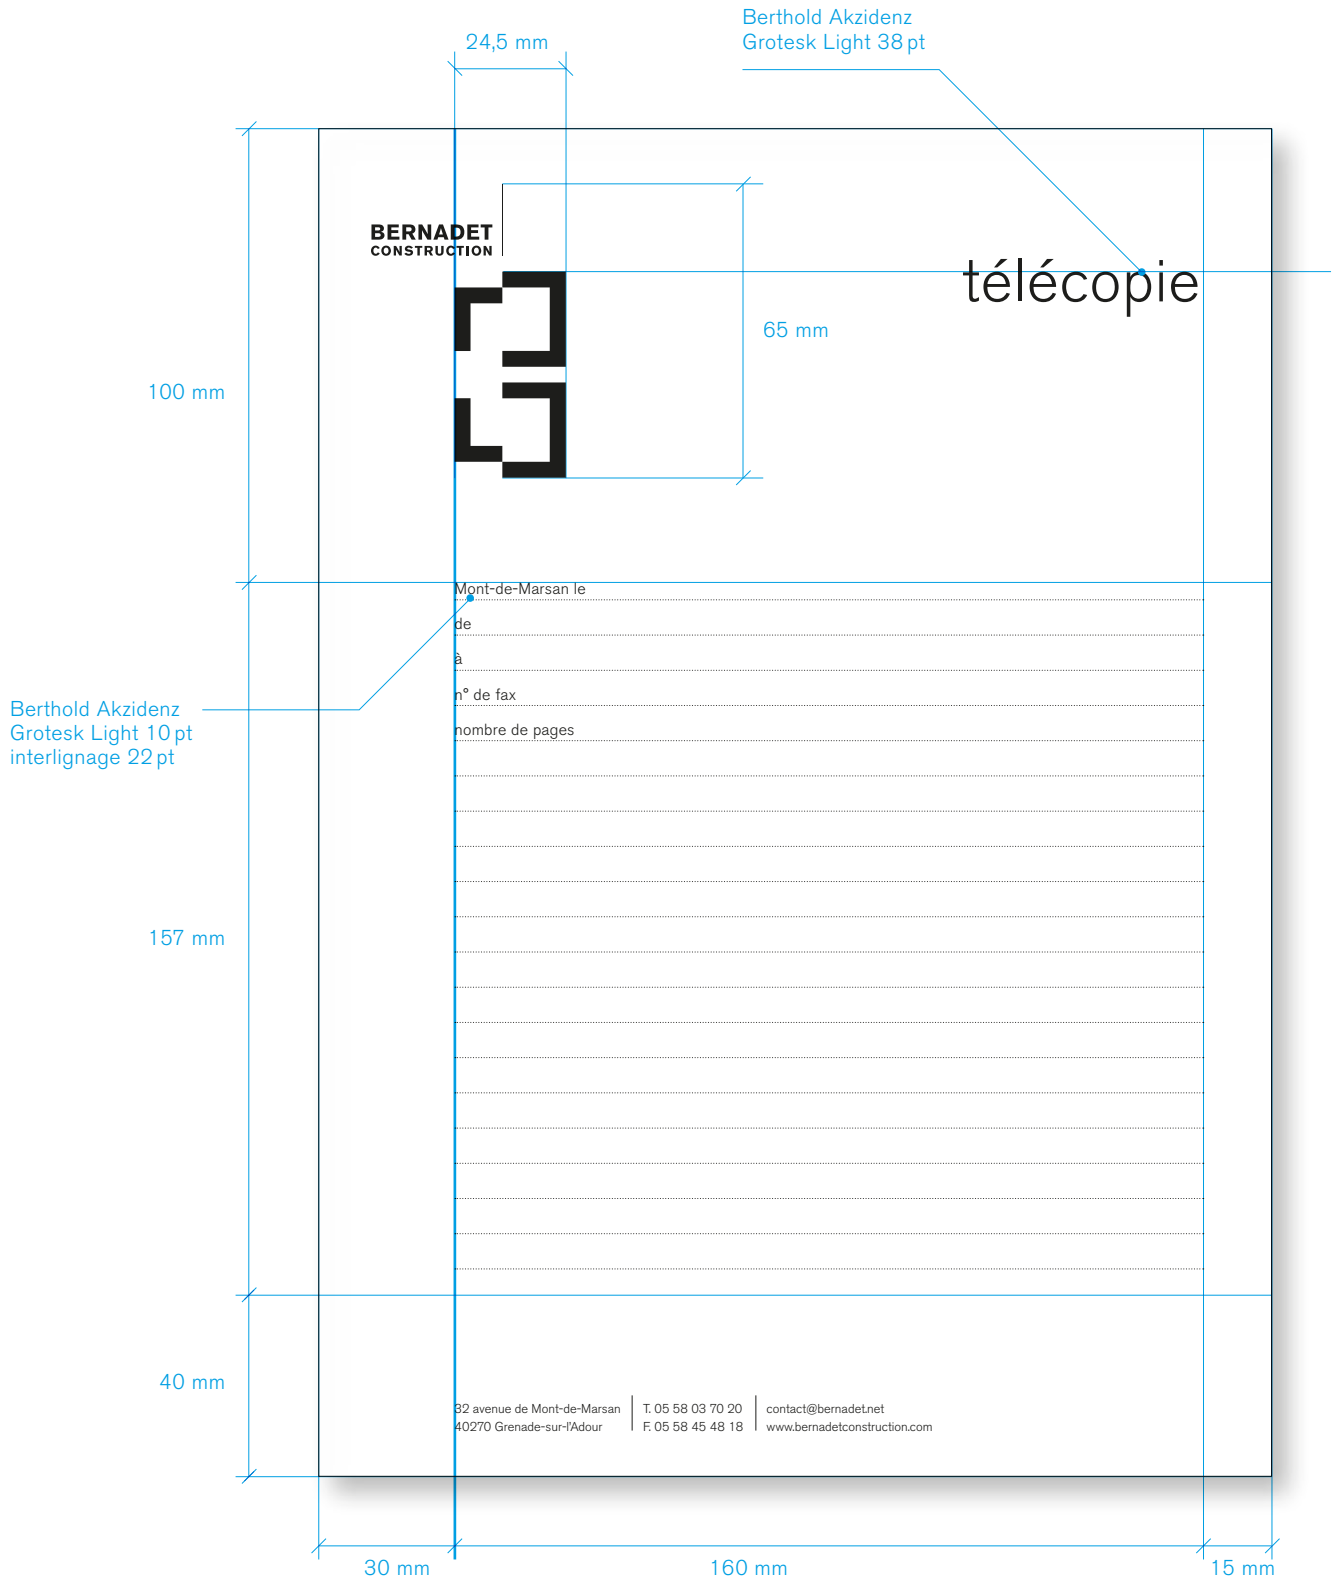 Berthold Akzidenz
Grotesk Light 38 pt
24,5 mm
BERNADET
CONSTRUCTION
télécopie
65 mm
100 mm
Mont-de-Marsan le
de
à
n° de fax
nombre de pages
Berthold Akzidenz
Grotesk Light 10 pt
interlignage 22 pt
157 mm
40 mm
32 avenue de Mont-de-Marsan
40270 Grenade-sur-l'Adour
T. 05 58 03 70 20
F. 05 58 45 48 18
contact@bernadet.net
www.bernadetconstruction.com
30 mm
160 mm
15 mm